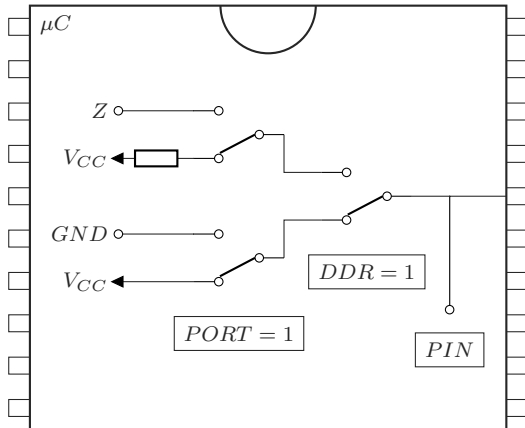 μC
Z
V_CC
GND
V_CC
DDR = 1
PORT = 1
PIN